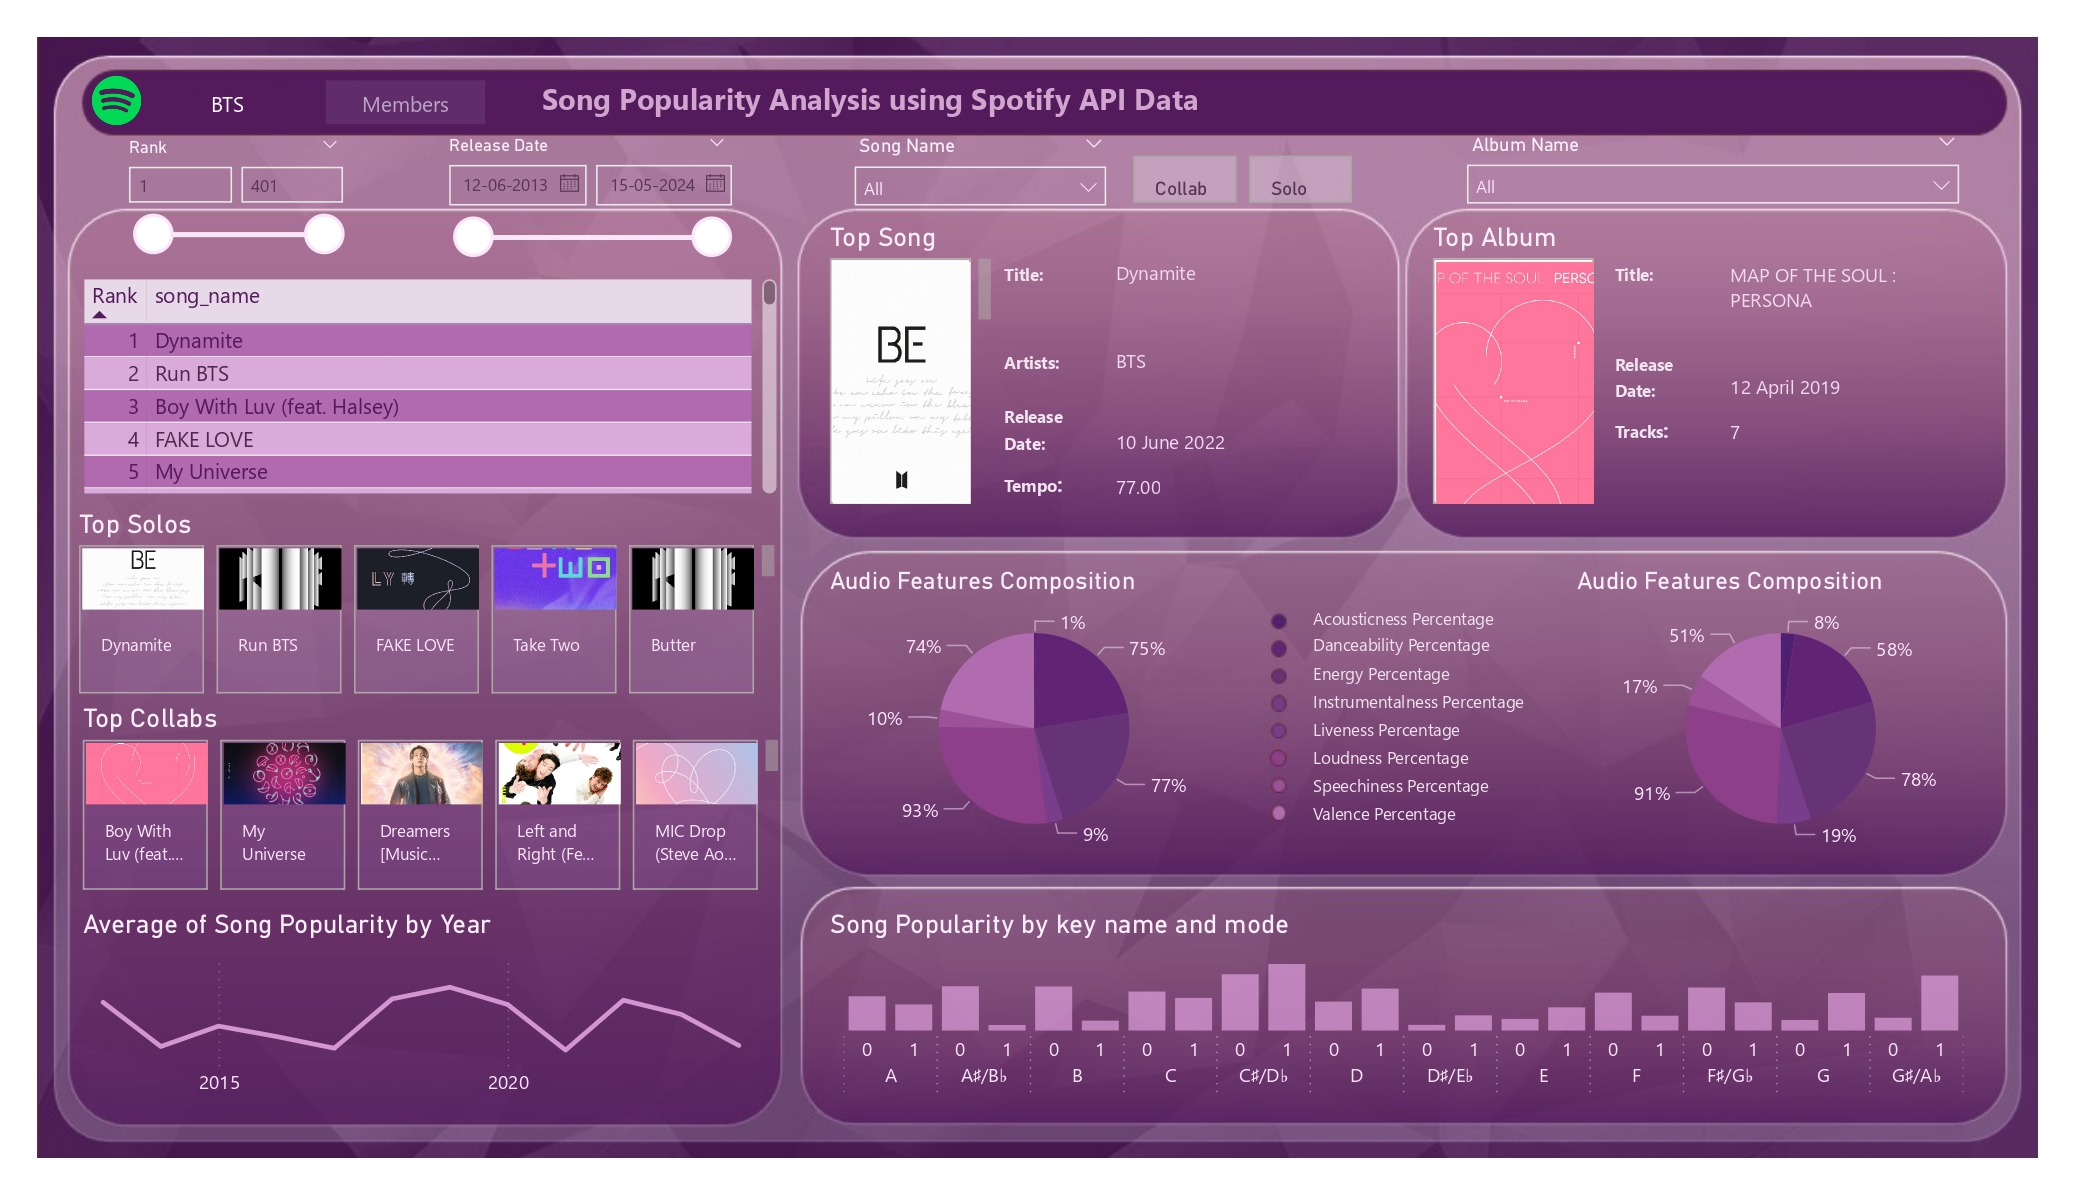 BTS
Members
Song Popularity Analysis using Spotify API Data
Rank
1
401
Release Date
12-06-2013
15-05-2024
Song Name
All
Collab
Solo
Album Name
All
Rank song_name
1 Dynamite
2 Run BTS
3 Boy With Luv (feat. Halsey)
4 FAKE LOVE
5 My Universe
Top Solos
BE
LY 轉
Dynamite
Run BTS
FAKE LOVE
Take Two
Butter
Top Collabs
Boy With
Luv (feat....
My
Universe
Dreamers
[Music...
Left and
Right (Fe...
MIC Drop
(Steve Ao...
Average of Song Popularity by Year
2015
2020
Top Song
BE
Title: Dynamite
Artists: BTS
Release
Date: 10 June 2022
Tempo: 77.00
Top Album
P OF THE SOUL PERSO
Title: MAP OF THE SOUL :
PERSONA
Release
Date: 12 April 2019
Tracks: 7
Audio Features Composition
1%
75%
77%
9%
93%
10%
74%
Acousticness Percentage
Danceability Percentage
Energy Percentage
Instrumentalness Percentage
Liveness Percentage
Loudness Percentage
Speechiness Percentage
Valence Percentage
Audio Features Composition
8%
58%
78%
19%
91%
17%
51%
Song Popularity by key name and mode
0 1 0 1 0 1 0 1 0 1 0 1 0 1 0 1 0 1 0 1 0 1 0 1
A A♯/B♭ B C C♯/D♭ D D♯/E♭ E F F♯/G♭ G G♯/A♭